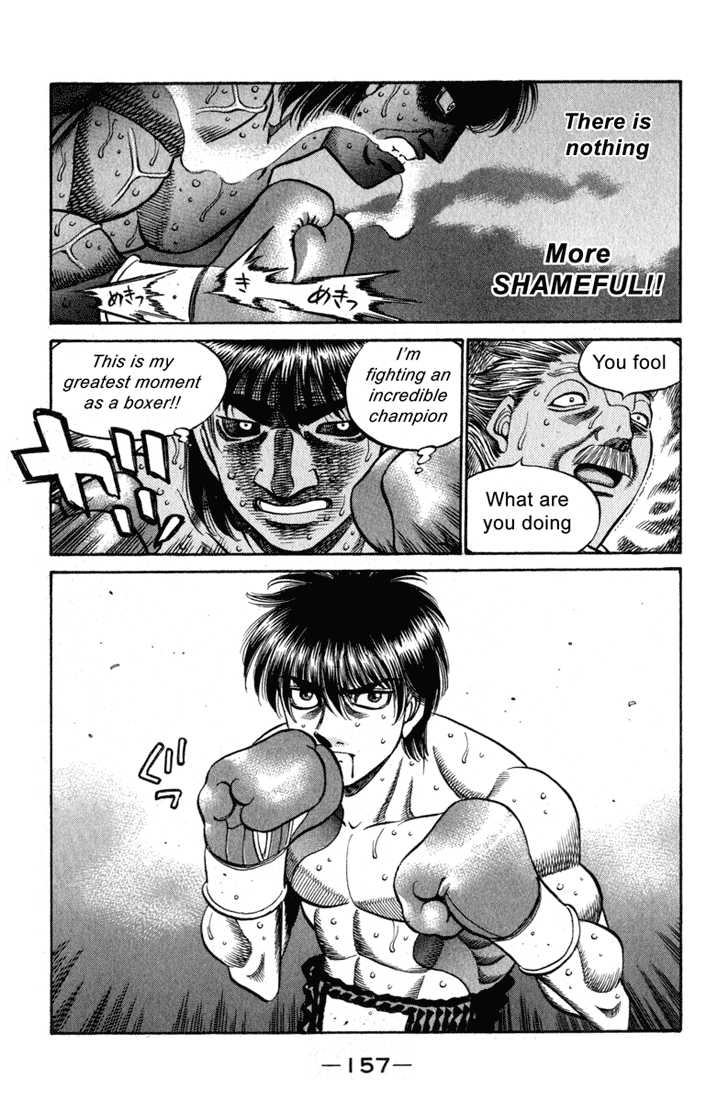 There is
nothing
More
SHAMEFUL!!
めきっ
き
めきっ
You fool
What are
you doing
I'm
fighting an
incredible
champion
This is my
greatest moment
as a boxer!!
ガ
ぐっ
—157—